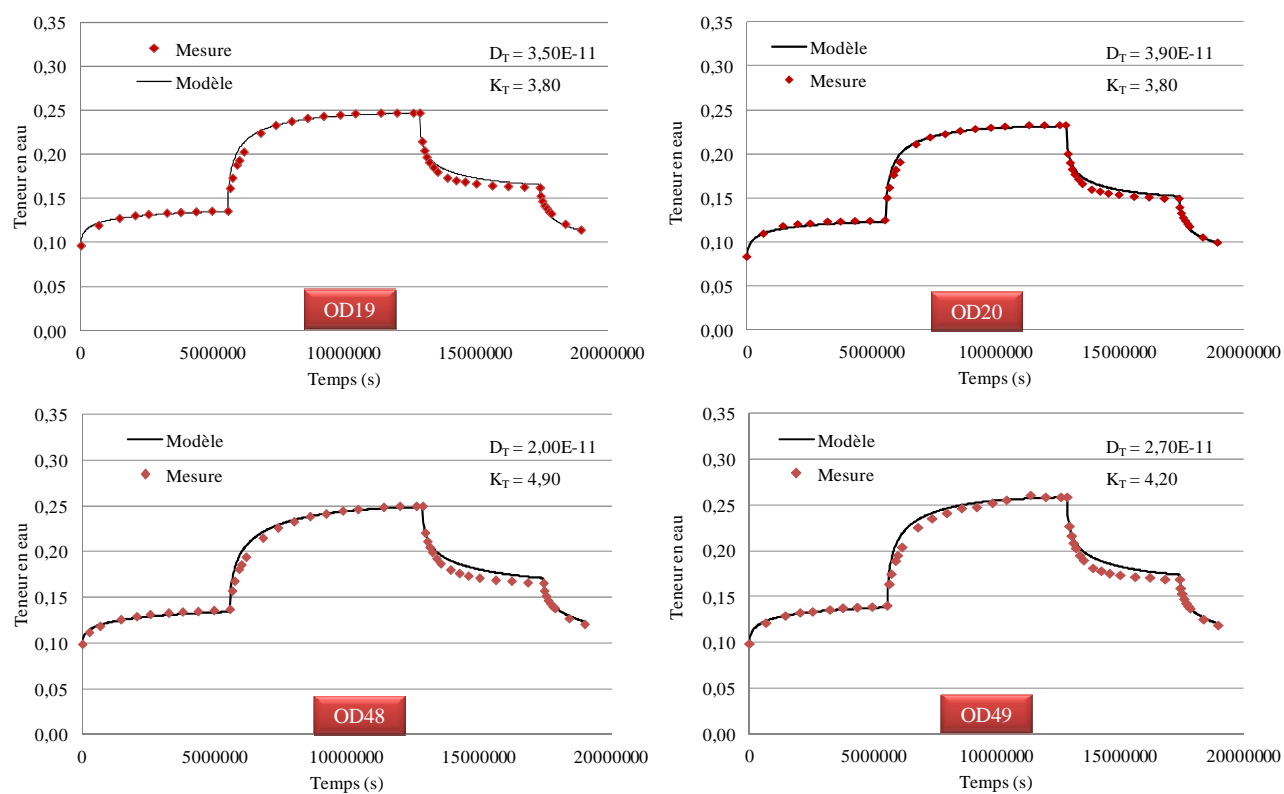 0,35
0,30
0,25
0,20
0,15
0,10
0,05
0,00
Teneur en eau
Mesure
Modèle
D_T = 3,50E-11
K_T = 3,80
OD19
0 5000000 10000000 15000000 20000000
Temps (s)
0,35
0,30
0,25
0,20
0,15
0,10
0,05
0,00
Teneur en eau
Modèle
Mesure
D_T = 3,90E-11
K_T = 3,80
OD20
0 5000000 10000000 15000000 20000000
Temps (s)
0,35
0,30
0,25
0,20
0,15
0,10
0,05
0,00
Teneur en eau
Modèle
Mesure
D_T = 2,00E-11
K_T = 4,90
OD48
0 5000000 10000000 15000000 20000000
Temps (s)
0,35
0,30
0,25
0,20
0,15
0,10
0,05
0,00
Teneur en eau
Modèle
Mesure
D_T = 2,70E-11
K_T = 4,20
OD49
0 5000000 10000000 15000000 20000000
Temps (s)